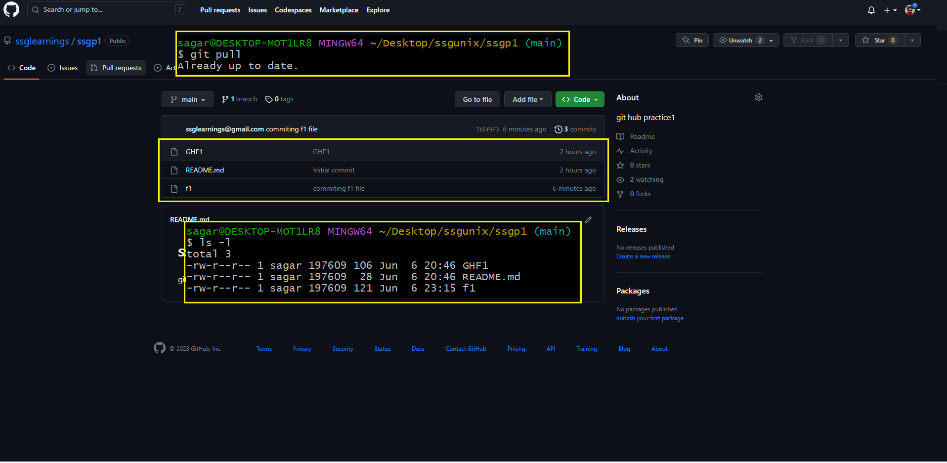 Search or jump to... /
Pull requests Issues Codespaces Marketplace Explore
ssglearnings / ssgp1 Public
sagar@DESKTOP-MOT1LR8 MINGW64 ~/Desktop/ssgunix/ssgp1 (main)
$ git pull
Already up to date.
Pin Unwatch 2 Fork Star 0
Code Issues Pull requests Act
main 1 branch 0 tags Go to file Add file Code
ssglearnings@gmail.com commiting f1 file 6 minutes ago 3 commits
GHF1 GHF1 2 hours ago
README.md Initial commit 2 hours ago
f1 commiting f1 file 6 minutes ago
About
git hub practice1
Readme
Activity
0 stars
2 watching
0 forks
Releases
No releases published
Create a new release
Packages
No packages published
Publish your first package
README.md
sagar@DESKTOP-MOT1LR8 MINGW64 ~/Desktop/ssgunix/ssgp1 (main)
$ ls -l
total 3
-rw-r--r-- 1 sagar 197609 106 Jun 6 20:46 GHF1
-rw-r--r-- 1 sagar 197609 28 Jun 6 20:46 README.md
-rw-r--r-- 1 sagar 197609 121 Jun 6 23:15 f1
© 2023 GitHub, Inc. Terms Privacy Security Status Docs Contact GitHub Pricing API Training Blog About